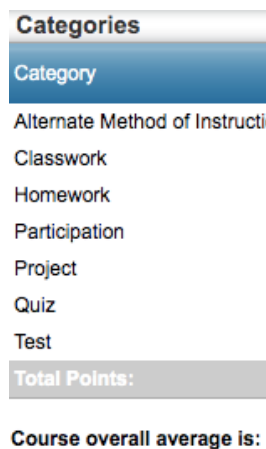 Categories
Category
Alternate Method of Instructi
Classwork
Homework
Participation
Project
Quiz
Test
Total Points:
Course overall average is: